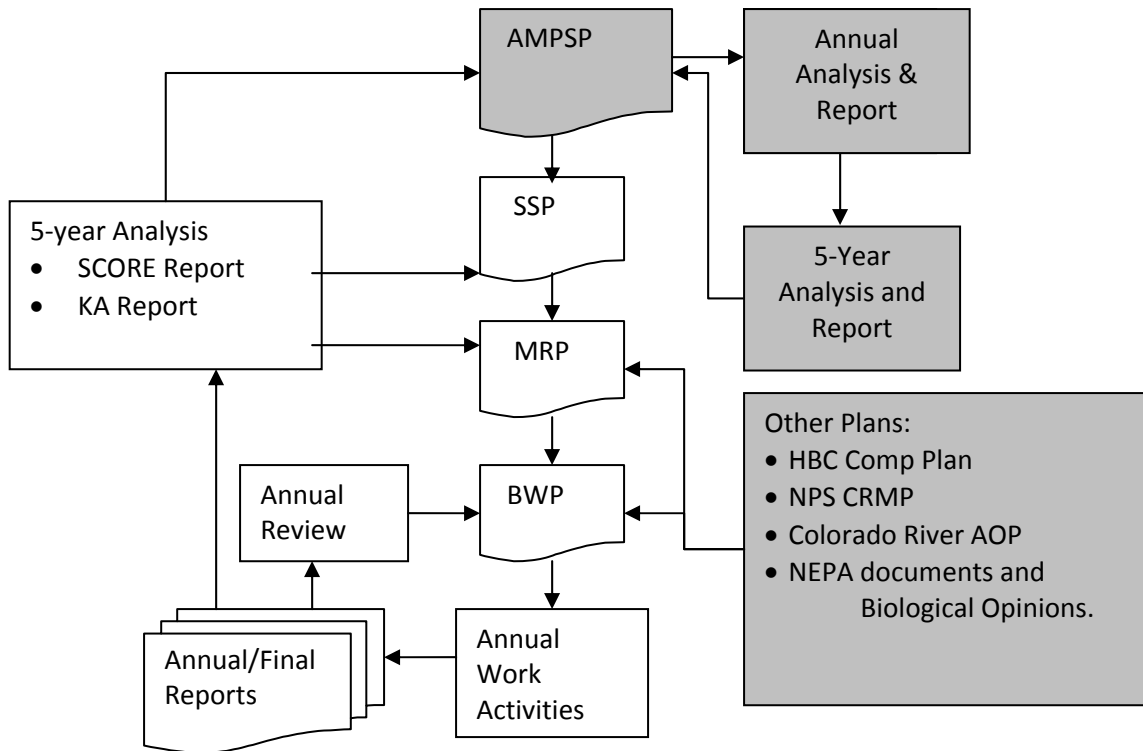 AMPSP
Annual
Analysis &
Report
SSP
5-year Analysis
• SCORE Report
• KA Report
5-Year
Analysis and
Report
MRP
Other Plans:
• HBC Comp Plan
• NPS CRMP
• Colorado River AOP
• NEPA documents and
Biological Opinions.
Annual
Review
BWP
Annual/Final
Reports
Annual
Work
Activities